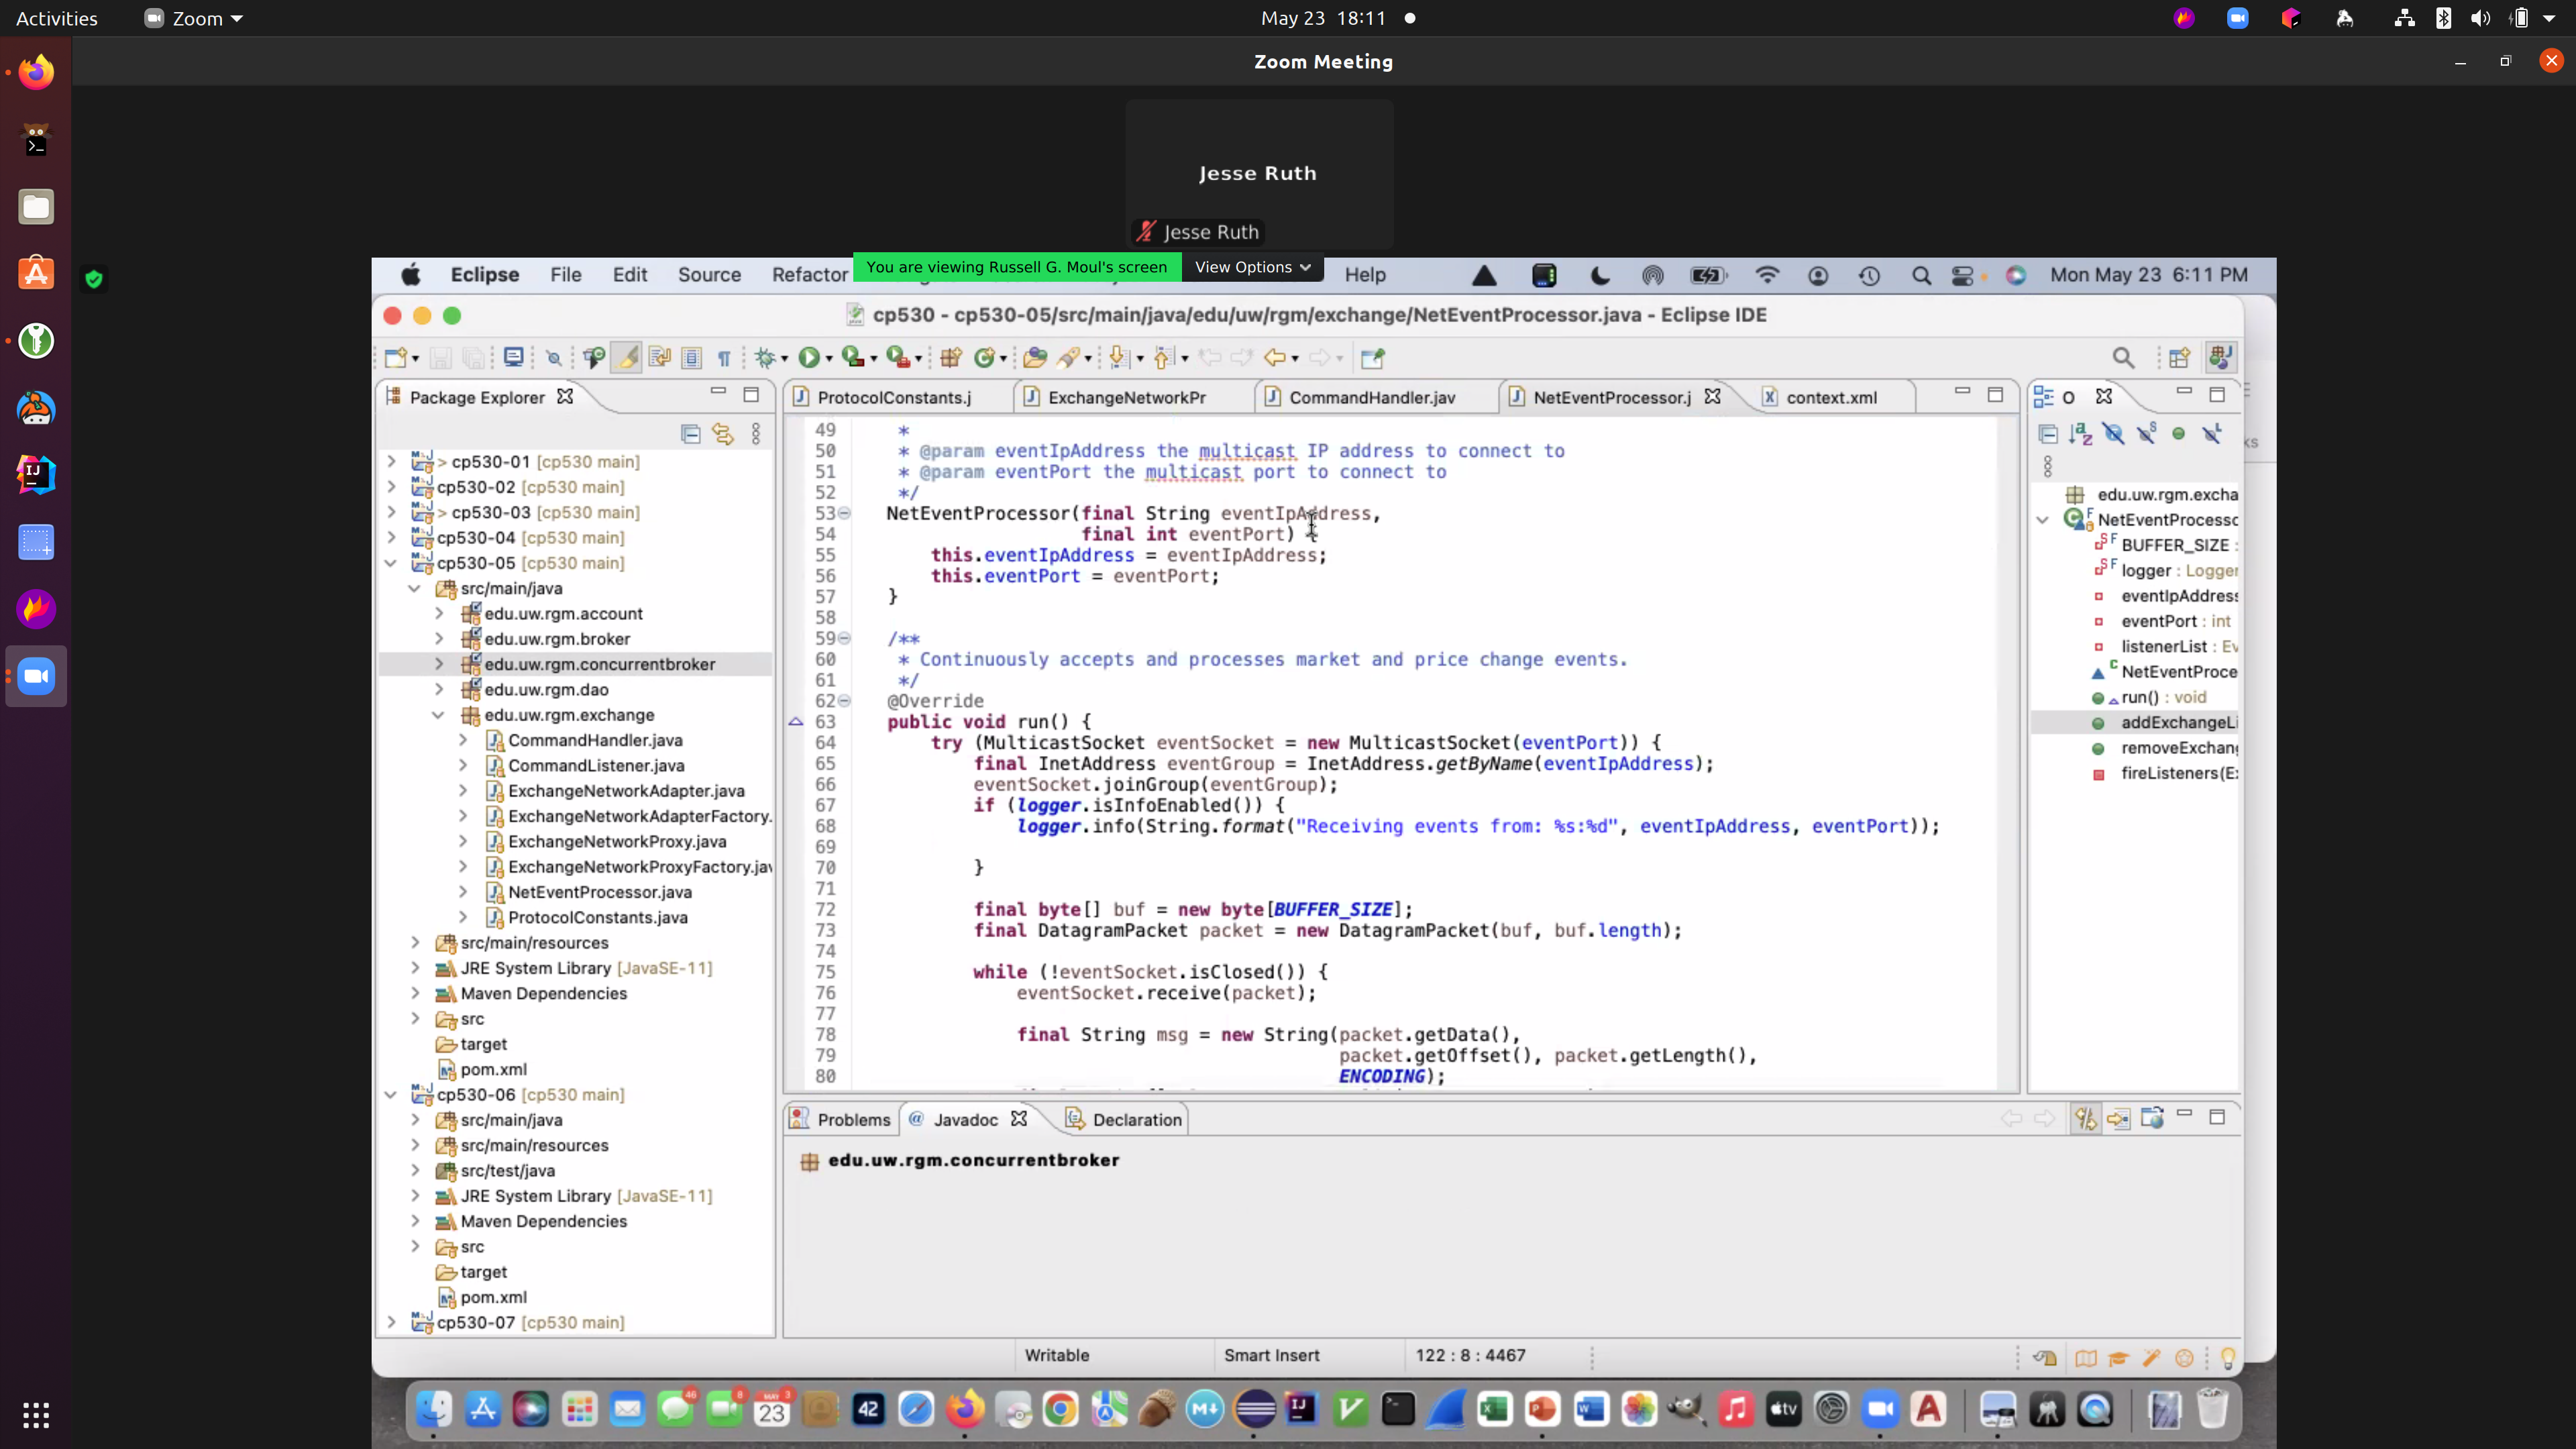 Activities
Zoom
May 23 18:11
Zoom Meeting
Jesse Ruth
Jesse Ruth
You are viewing Russell G. Moul's screen
View Options
Eclipse File Edit Source Refactor
Help
Mon May 23 6:11 PM
cp530 - cp530-05/src/main/java/edu/uw/rgm/exchange/NetEventProcessor.java - Eclipse IDE
Package Explorer
ProtocolConstants.j
ExchangeNetworkPr
CommandHandler.jav
NetEventProcessor.j
context.xml
O
> cp530-01 [cp530 main]
cp530-02 [cp530 main]
> cp530-03 [cp530 main]
cp530-04 [cp530 main]
cp530-05 [cp530 main]
src/main/java
edu.uw.rgm.account
edu.uw.rgm.broker
edu.uw.rgm.concurrentbroker
edu.uw.rgm.dao
edu.uw.rgm.exchange
CommandHandler.java
CommandListener.java
ExchangeNetworkAdapter.java
ExchangeNetworkAdapterFactory.
ExchangeNetworkProxy.java
ExchangeNetworkProxyFactory.jav
NetEventProcessor.java
ProtocolConstants.java
src/main/resources
JRE System Library [JavaSE-11]
Maven Dependencies
src
target
pom.xml
cp530-06 [cp530 main]
src/main/java
src/main/resources
src/test/java
JRE System Library [JavaSE-11]
Maven Dependencies
src
target
pom.xml
cp530-07 [cp530 main]
49 *
50 * @param eventIpAddress the multicast IP address to connect to
51 * @param eventPort the multicast port to connect to
52 */
53 NetEventProcessor(final String eventIpAddress,
54 final int eventPort) {
55 this.eventIpAddress = eventIpAddress;
56 this.eventPort = eventPort;
57 }
58
59 /**
60 * Continuously accepts and processes market and price change events.
61 */
62 @Override
63 public void run() {
64 try (MulticastSocket eventSocket = new MulticastSocket(eventPort)) {
65 final InetAddress eventGroup = InetAddress.getByName(eventIpAddress);
66 eventSocket.joinGroup(eventGroup);
67 if (logger.isInfoEnabled()) {
68 logger.info(String.format("Receiving events from: %s:%d", eventIpAddress, eventPort));
69
70 }
71
72 final byte[] buf = new byte[BUFFER_SIZE];
73 final DatagramPacket packet = new DatagramPacket(buf, buf.length);
74
75 while (!eventSocket.isClosed()) {
76 eventSocket.receive(packet);
77
78 final String msg = new String(packet.getData(),
79 packet.getOffset(), packet.getLength(),
80 ENCODING);
edu.uw.rgm.excha
NetEventProcesso
BUFFER_SIZE :
logger : Logger
eventIpAddress
eventPort : int
listenerList : Ev
NetEventProce
run() : void
addExchangeLi
removeExchang
fireListeners(E
Problems
@ Javadoc
Declaration
edu.uw.rgm.concurrentbroker
Writable
Smart Insert
122 : 8 : 4467
46
8
MAY
3
23
42
M↓
IJ
tv